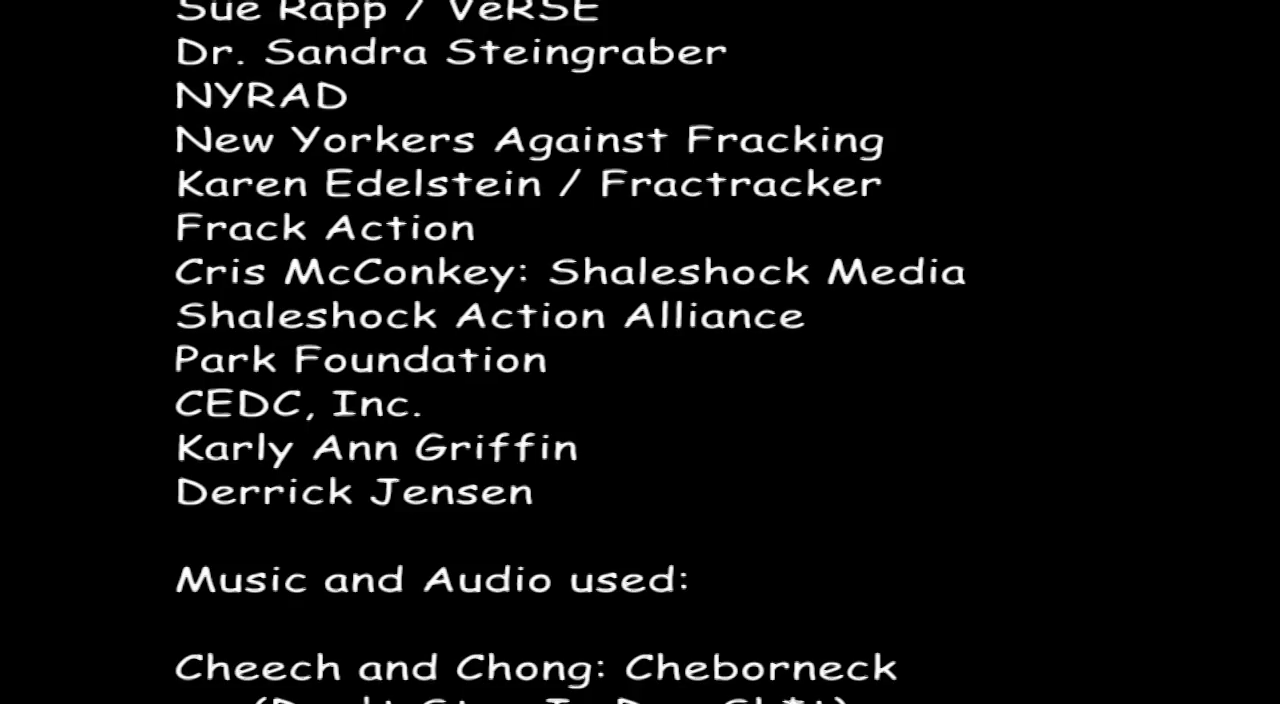 Sue Rapp / VeRSE
Dr. Sandra Steingraber
NYRAD
New Yorkers Against Fracking
Karen Edelstein / Fractracker
Frack Action
Cris McConkey: Shaleshock Media
Shaleshock Action Alliance
Park Foundation
CEDC, Inc.
Karly Ann Griffin
Derrick Jensen
Music and Audio used:
Cheech and Chong: Cheborneck